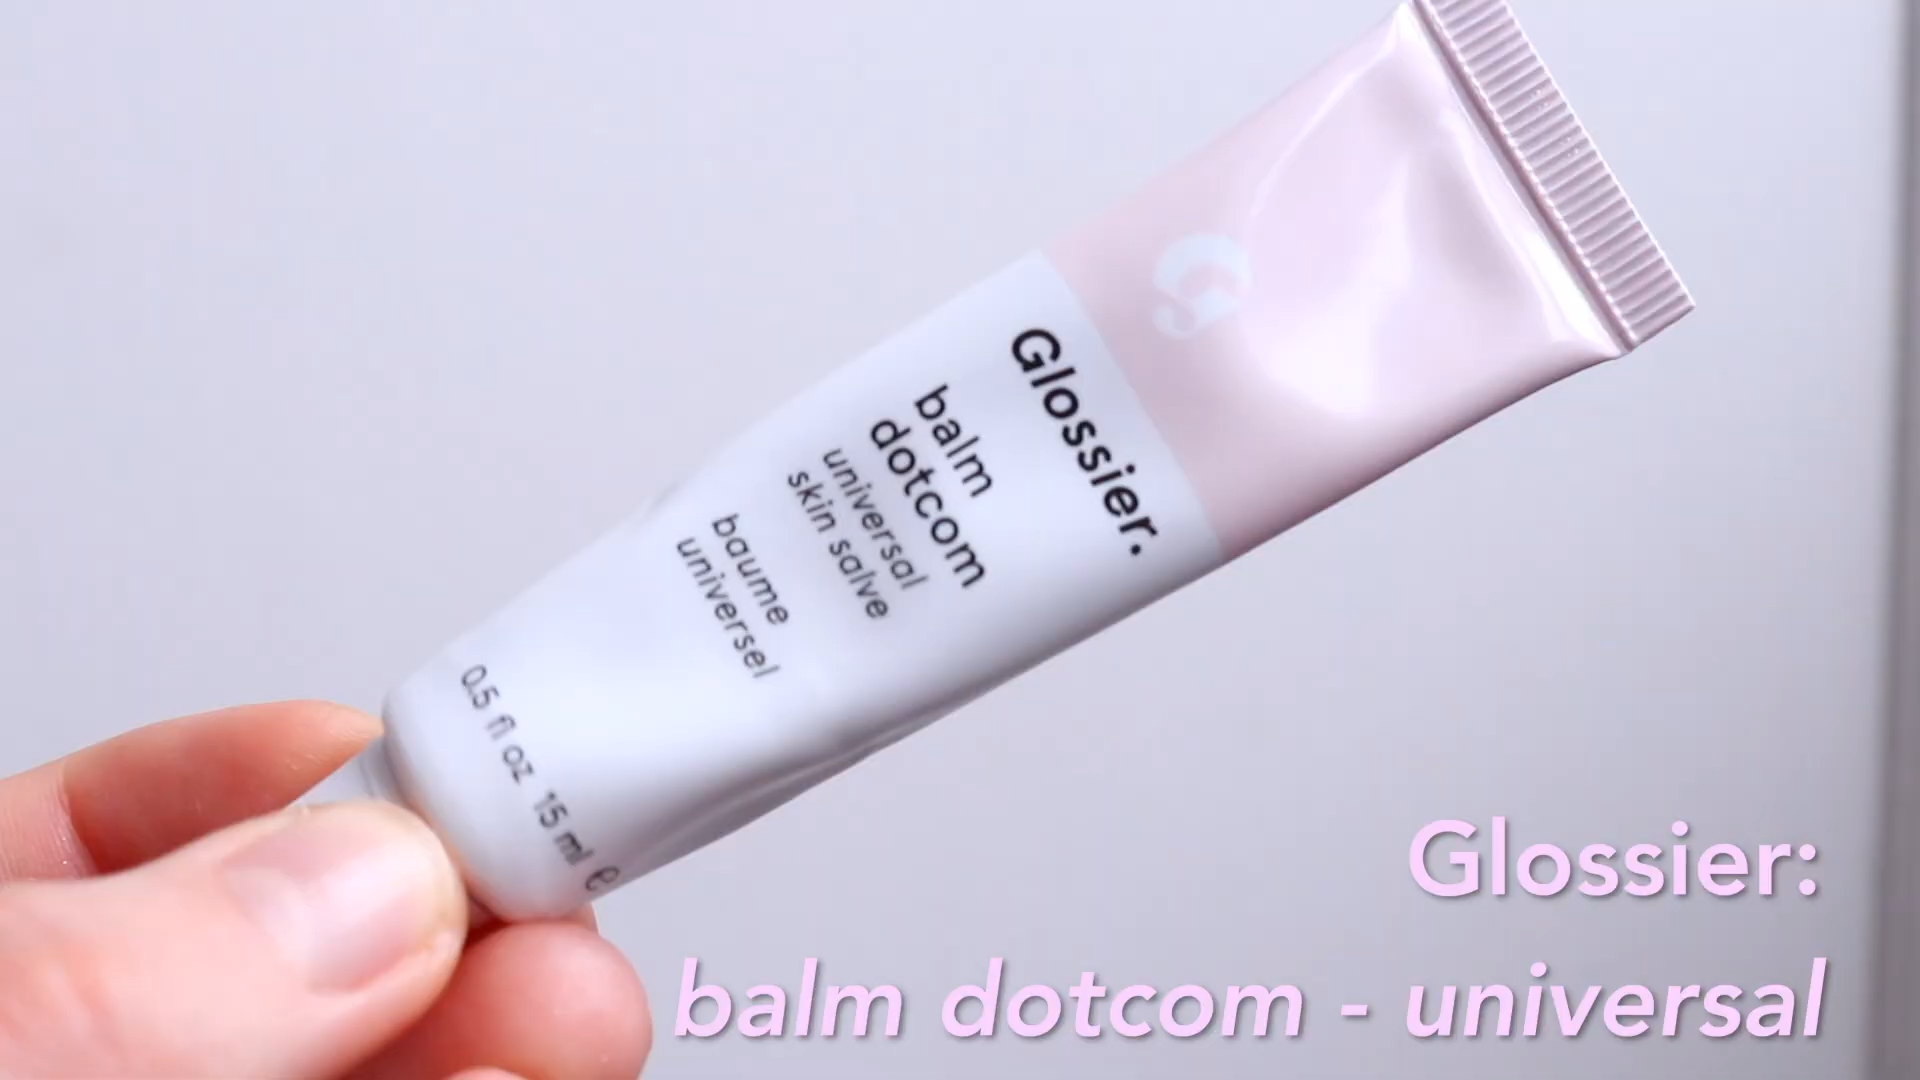 Glossier.
balm
dotcom
universal
skin salve
baume
universel
0.5 fl oz 15 ml e
Glossier:
balm dotcom - universal